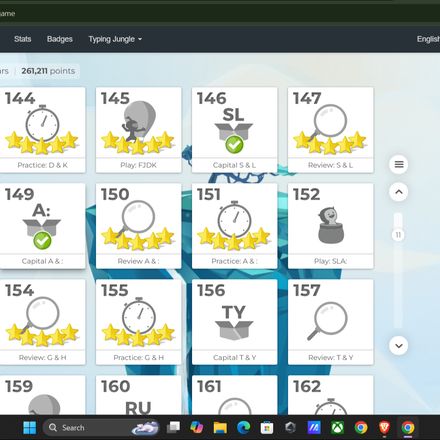 game
Stats Badges Typing Jungle English
ars | 261,211 points
144 145 146 147
SL
Practice: D & K Play: FJDK Capital S & L Review: S & L
149 150 151 152
A:
Capital A & : Review A & : Practice: A & : Play: SLA:
11
154 155 156 157
TY
Review: G & H Practice: G & H Capital T & Y Review: T & Y
159 160 161 162
RU
Search